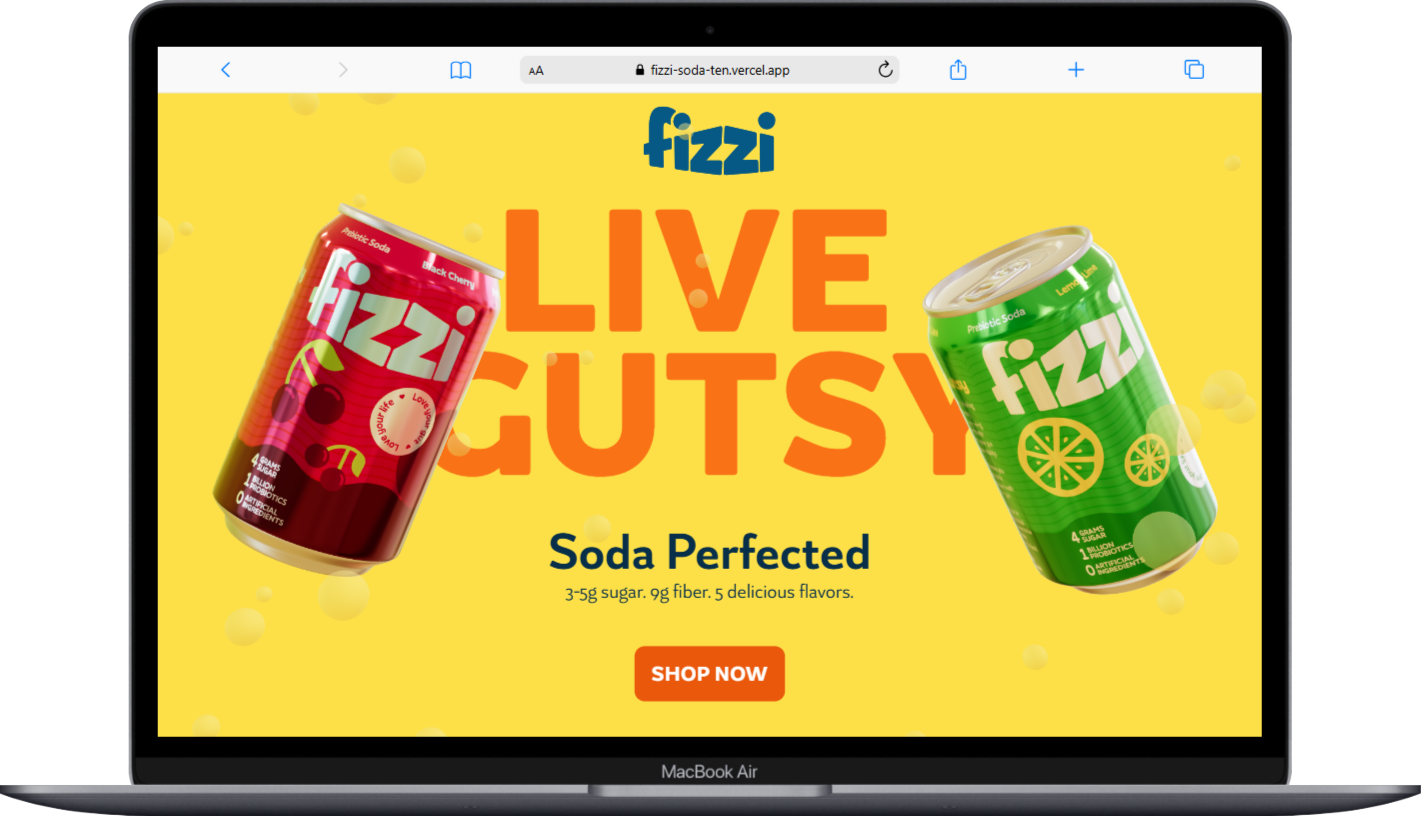 AA
fizzi-soda-ten.vercel.app
fizzi
LIVE
GUTSY
Prebiotic Soda
Black Cherry
fizzi
Love your life
Love your gut
4 GRAMS
SUGAR
1 BILLION
PROBIOTICS
0 ARTIFICIAL
INGREDIENTS
Lemon Lime
Prebiotic Soda
fizzi
4 GRAMS
SUGAR
1 BILLION
PROBIOTICS
0 ARTIFICIAL
INGREDIENTS
Soda Perfected
3-5g sugar. 9g fiber. 5 delicious flavors.
SHOP NOW
MacBook Air